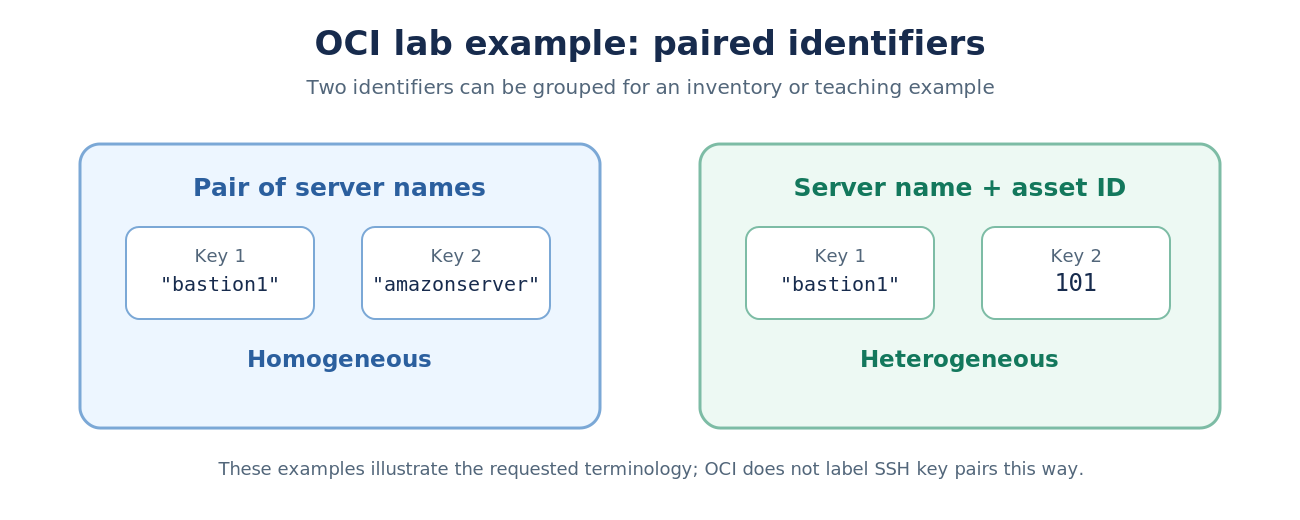 OCI lab example: paired identifiers
Two identifiers can be grouped for an inventory or teaching example
Pair of server names
Key 1
"bastion1"
Key 2
"amazonserver"
Homogeneous
Server name + asset ID
Key 1
"bastion1"
Key 2
101
Heterogeneous
These examples illustrate the requested terminology; OCI does not label SSH key pairs this way.